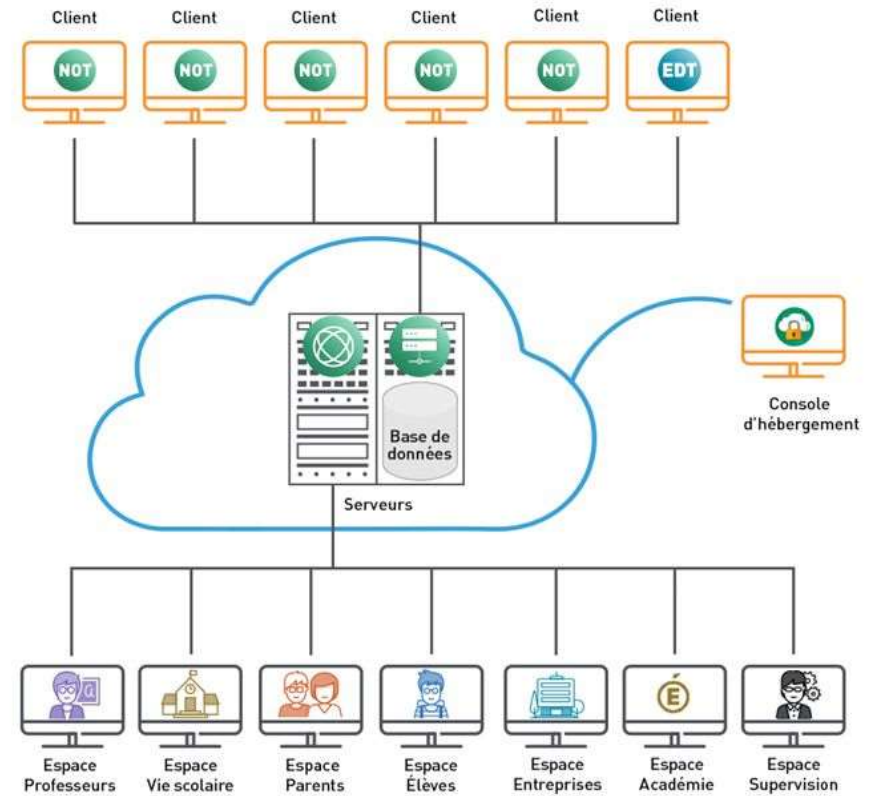 Client
Client
Client
Client
Client
Client
NOT
NOT
NOT
NOT
NOT
EDT
Base de
données
Serveurs
Console
d'hébergement
Espace
Professeurs
Espace
Vie scolaire
Espace
Parents
Espace
Élèves
Espace
Entreprises
É
Espace
Académie
Espace
Supervision